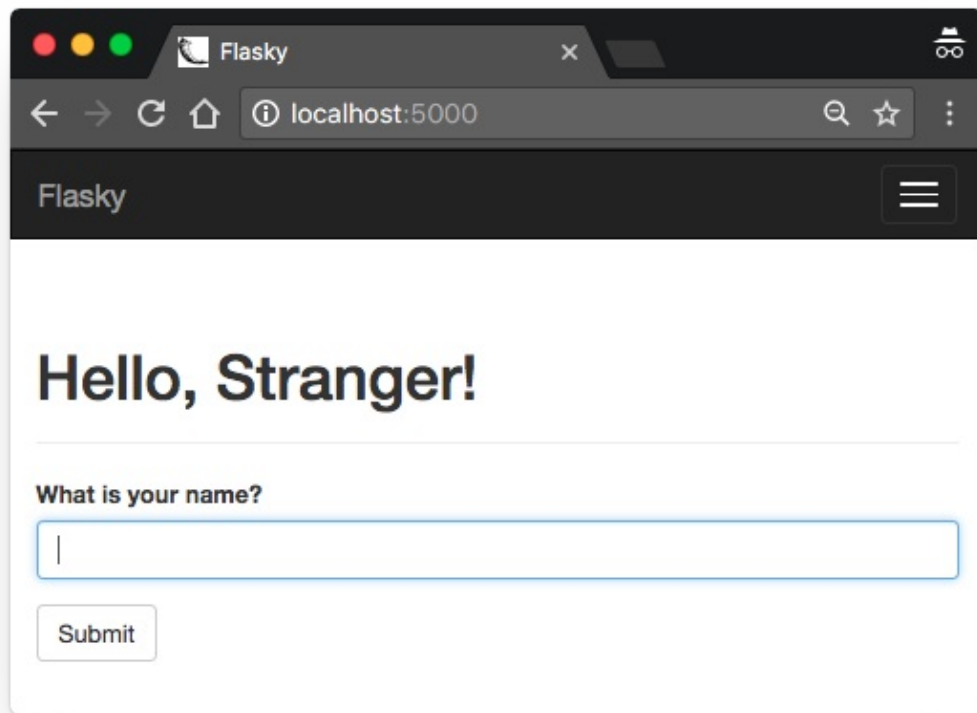 Flasky
localhost:5000
Flasky
Hello, Stranger!
What is your name?
Submit